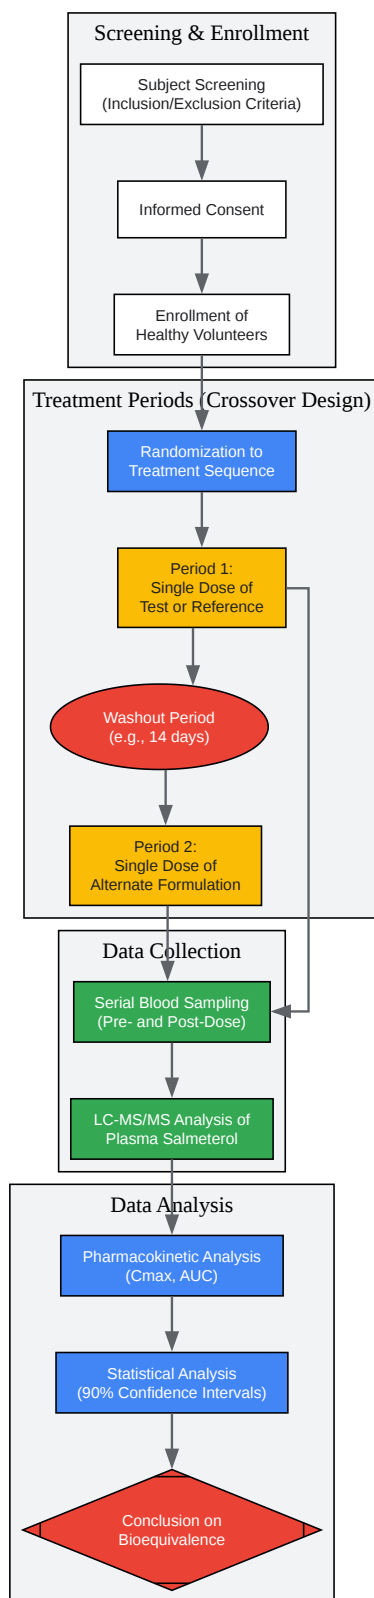 Screening & Enrollment
Subject Screening
(Inclusion/Exclusion Criteria)
Informed Consent
Enrollment of
Healthy Volunteers
Treatment Periods (Crossover Design)
Randomization to
Treatment Sequence
Period 1:
Single Dose of
Test or Reference
Washout Period
(e.g., 14 days)
Period 2:
Single Dose of
Alternate Formulation
Data Collection
Serial Blood Sampling
(Pre- and Post-Dose)
LC-MS/MS Analysis of
Plasma Salmeterol
Data Analysis
Pharmacokinetic Analysis
(Cmax, AUC)
Statistical Analysis
(90% Confidence Intervals)
Conclusion on
Bioequivalence